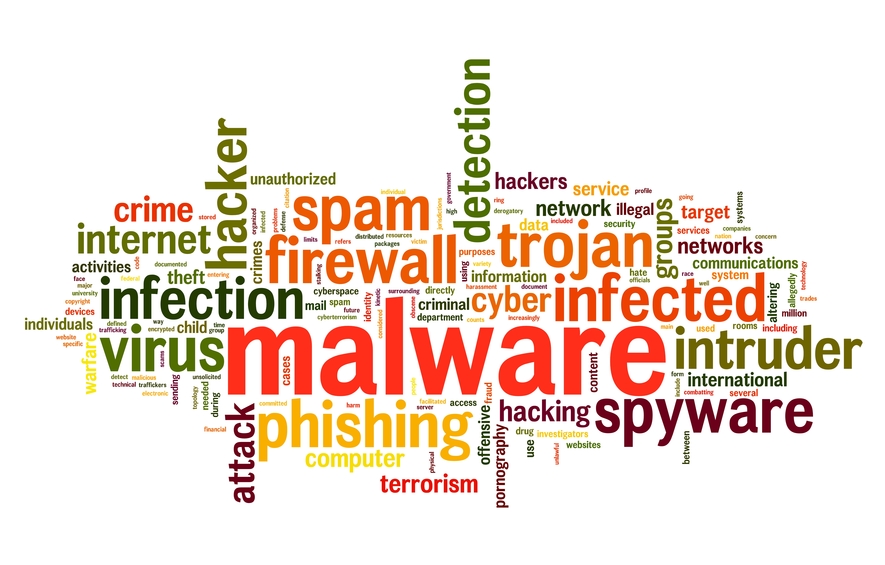 detection
hacker
unauthorized
individual
citation
government
hackers
service
profile
crime
stored
organized
infected
problems
defense
spam
jurisdictions
high
ring
derogatory
network
illegal
groups
going
target
systems
internet
crimes
limits
refers
distributed
resources
packages
victim
firewall
data
included
security
trojan
services
companies
nation
concern
networks
activities
code
documented
theft
entering
federal
face
major
university
stalking
purposes
using
variety
information
hate
officials
race
well
communications
system
technology
allegedly
altering
trades
million
copyright
devices
infection
cyberspace
mail
spam
future
cyberterrorism
identity
kinetic
considered
surrounding
directly
obscene
criminal
department
harassment
document
cyber
counts
increasingly
infected
individuals
defined
trafficking
way
encrypted
child
time
group
website
specific
warfare
virus
scams
malware
main
used
rooms
including
intruder
detect
malicious
unsolicited
technical
traffickers
electronic
sending
topology
needed
during
cases
people
content
include
form
international
combatting
several
financial
attack
committed
harm
facilitated
server
access
fraud
phishing
offensive
hacking
spyware
computer
physical
pornography
drug
use
investigators
websites
unlawful
between
terrorism